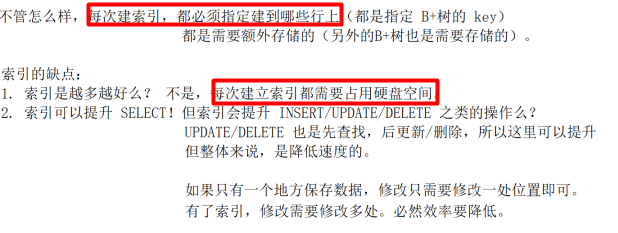 不管怎么样，每次建索引，都必须指定建到哪些行上（都是指定 B+树的 key）
都是需要额外存储的（另外的B+树也是需要存储的）。
索引的缺点：
1. 索引是越多越好么？ 不是，每次建立索引都需要占用硬盘空间。
2. 索引可以提升 SELECT！但索引会提升 INSERT/UPDATE/DELETE 之类的操作么？
UPDATE/DELETE 也是先查找，后更新/删除，所以这里可以提升
但整体来说，是降低速度的。
如果只有一个地方保存数据，修改只需要修改一处位置即可。
有了索引，修改需要修改多处。必然效率要降低。